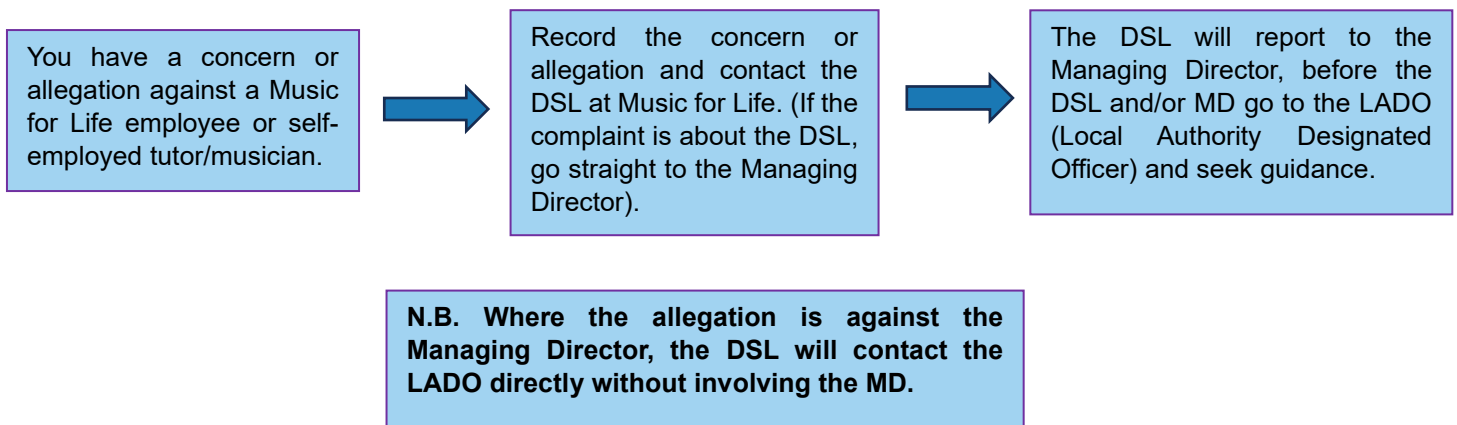 You have a concern or
allegation against a Music
for Life employee or self-
employed tutor/musician.
Record the concern or
allegation and contact the
DSL at Music for Life. (If the
complaint is about the DSL,
go straight to the Managing
Director).
The DSL will report to the
Managing Director, before the
DSL and/or MD go to the LADO
(Local Authority Designated
Officer) and seek guidance.
N.B. Where the allegation is against the
Managing Director, the DSL will contact the
LADO directly without involving the MD.